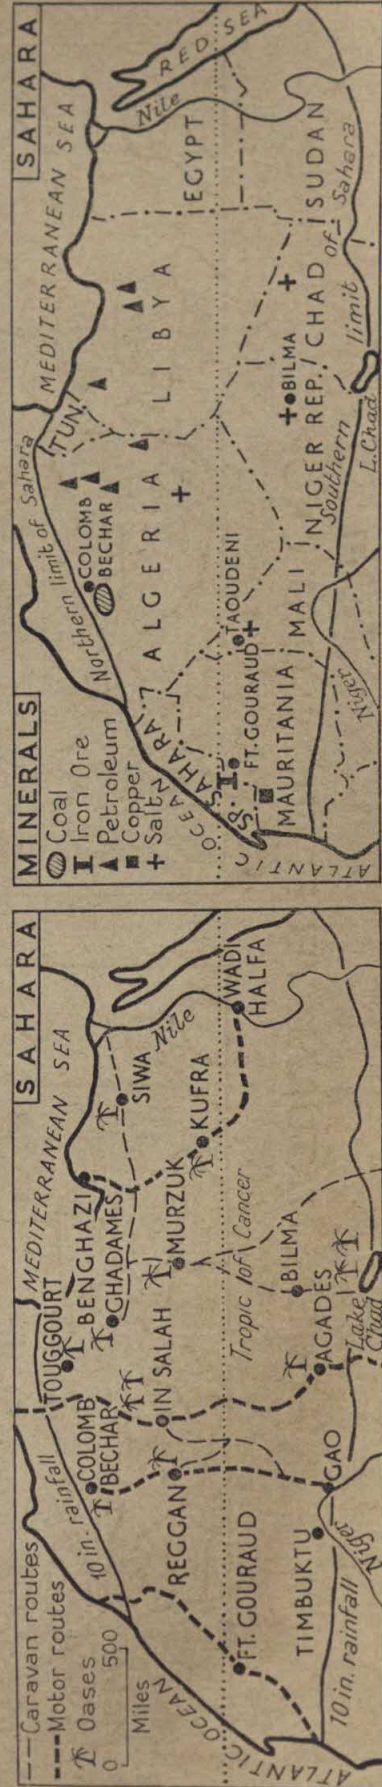 SAHARA
Caravan routes
Motor routes
Oases
0 500
Miles
MEDITERRANEAN SEA
TOUGGOURT
BENGHAZI
GHADAMES
SIWA
Nile
COLOMB
BECHAR
10 in. rainfall
IN SALAH
MURZUK
KUFRA
REGGAN
WADI
HALFA
Tropic of Cancer
FT. GOURAUD
BILMA
AGADES
TIMBUKTU
GAO
Lake
Chad
Niger
10 in. rainfall
ATLANTIC OCEAN
MINERALS
SAHARA
Coal
Iron Ore
Petroleum
Copper
Salt
Northern limit of Sahara
MEDITERRANEAN SEA
TUN.
COLOMB
BECHAR
Nile
RED SEA
ALGERIA
LIBYA
EGYPT
SP. SAHARA
FT. GOURAUD
TAOUDENI
BILMA
MAURITANIA
MALI
NIGER REP.
CHAD
SUDAN
Southern limit of Sahara
L. Chad
Niger
ATLANTIC OCEAN